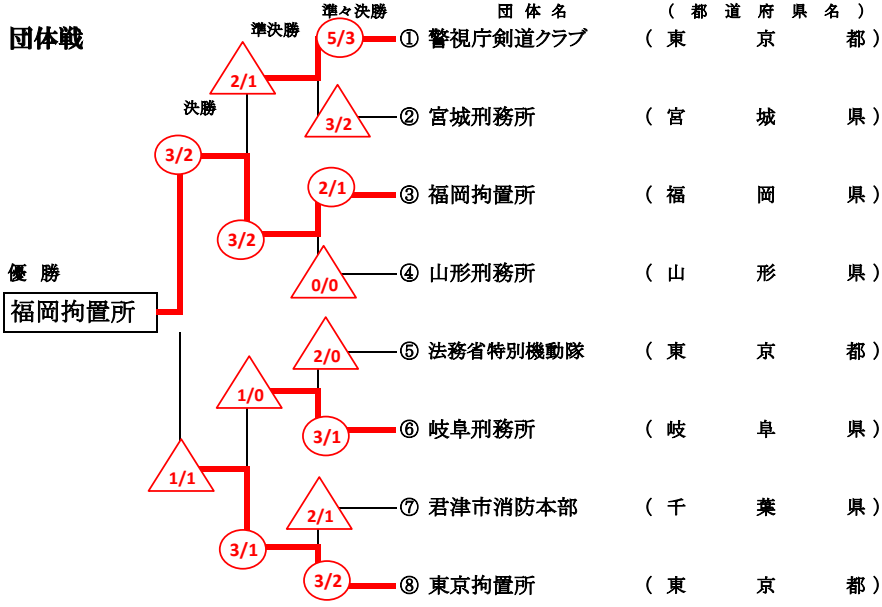 準々決勝 団体名 (都道府県名)
団体戦 準決勝 5/3 ① 警視庁剣道クラブ (東京都)
2/1
決勝 3/2 ② 宮城刑務所 (宮城県)
3/2
2/1 ③ 福岡拘置所 (福岡県)
3/2
優勝 0/0 ④ 山形刑務所 (山形県)
福岡拘置所
2/0 ⑤ 法務省特別機動隊 (東京都)
1/0
3/1 ⑥ 岐阜刑務所 (岐阜県)
1/1
2/1 ⑦ 君津市消防本部 (千葉県)
3/1
3/2 ⑧ 東京拘置所 (東京都)